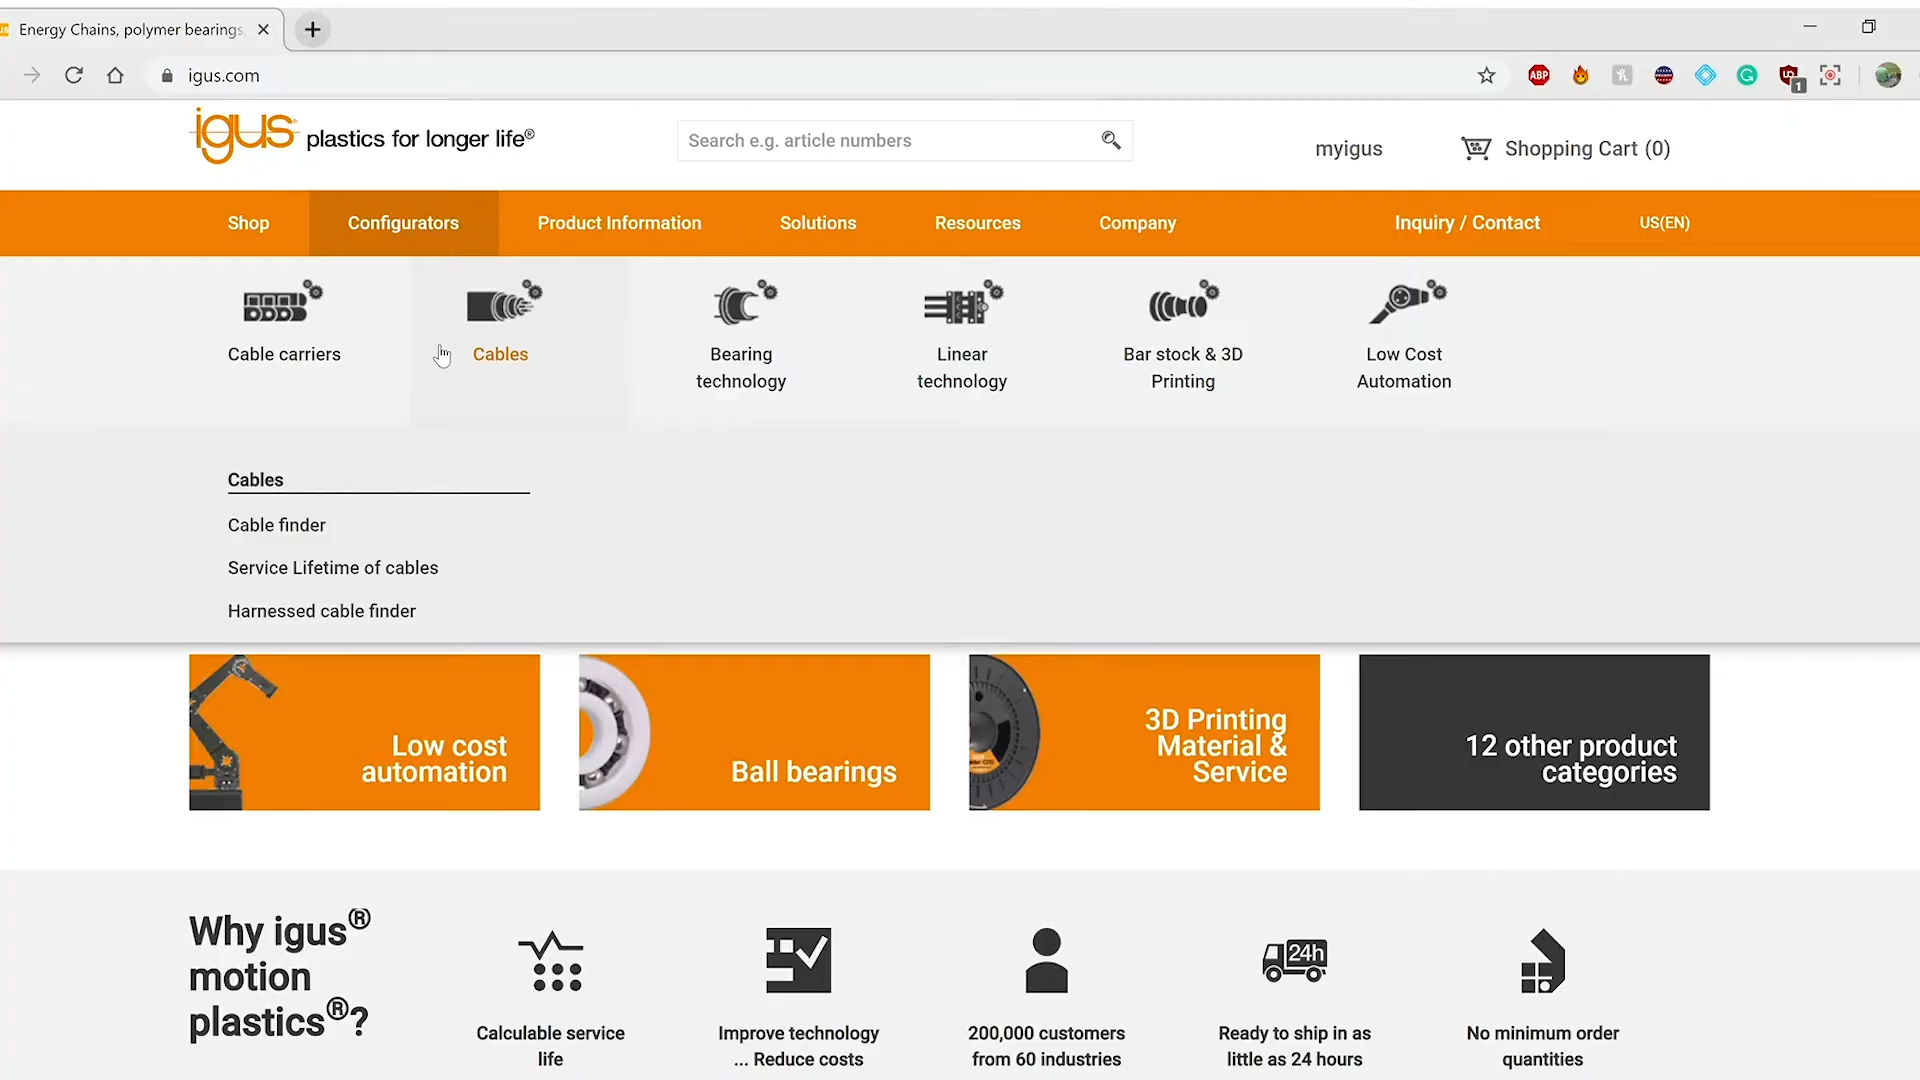 Energy Chains, polymer bearings,
igus.com
ABP
1
igus® plastics for longer life®
Search e.g. article numbers
myigus
Shopping Cart (0)
Shop
Configurators
Product Information
Solutions
Resources
Company
Inquiry / Contact
US(EN)
Cable carriers
Cables
Bearing
technology
Linear
technology
Bar stock & 3D
Printing
Low Cost
Automation
Cables
Cable finder
Service Lifetime of cables
Harnessed cable finder
Low cost
automation
Ball bearings
3D Printing
Material &
Service
12 other product
categories
Why igus®
motion
plastics®?
24h
Calculable service
life
Improve technology
... Reduce costs
200,000 customers
from 60 industries
Ready to ship in as
little as 24 hours
No minimum order
quantities